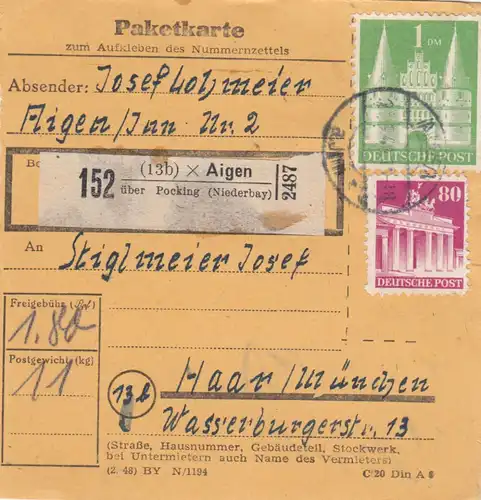 Paketkarte
zum Aufkleben des Nummernzettels
Absender: Josef Lohmeier
Aigen/Inn Nr. 2
152 (13b) × Aigen
über Pocking (Niederbay)
2487
1 DM
DEUTSCHE POST
80
DEUTSCHE POST
An Stiglmeier Josef
Freigebühr
1.80
Postgewicht (kg)
11
13b
Haar/München
Wasserburgerstr. 13
(Straße, Hausnummer, Gebäudeteil, Stockwerk,
bei Untermietern auch Name des Vermieters)
(2. 48) BY N/1194
C 20 Din A 8